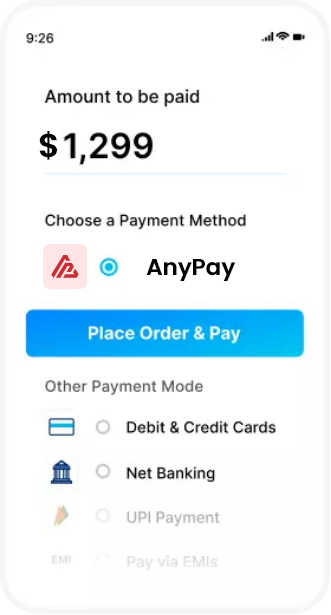 9:26
Amount to be paid
$1,299
Choose a Payment Method
AnyPay
Place Order & Pay
Other Payment Mode
Debit & Credit Cards
Net Banking
UPI Payment
EMI Pay via EMIs